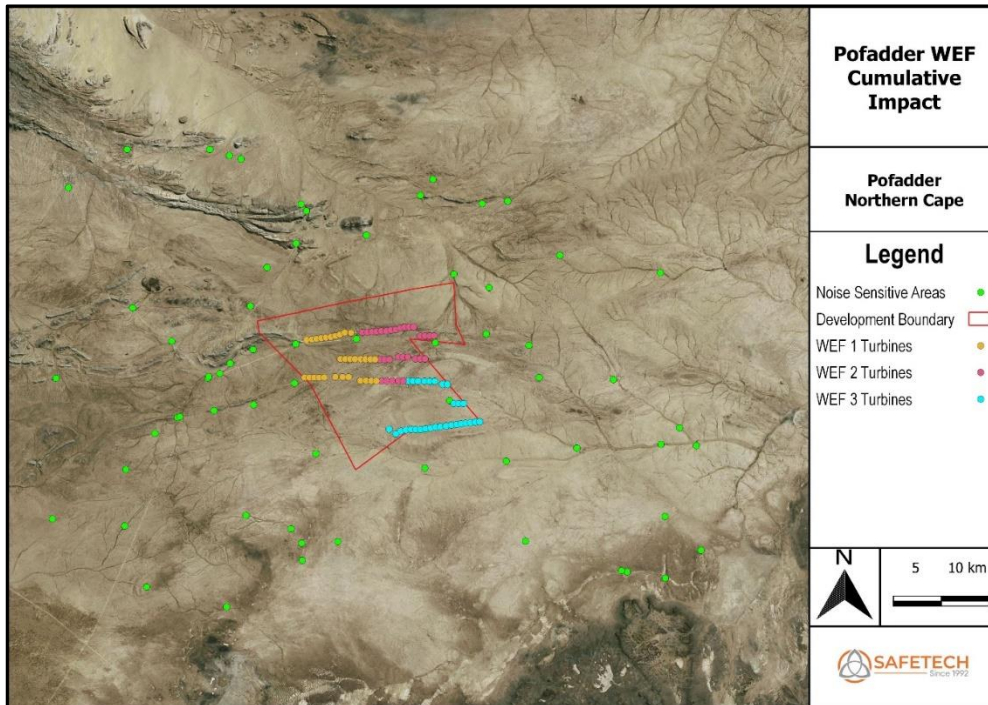 Pofadder WEF
Cumulative
Impact
Pofadder
Northern Cape
Legend
Noise Sensitive Areas
Development Boundary
WEF 1 Turbines
WEF 2 Turbines
WEF 3 Turbines
N
5 10 km
SAFETECH
Since 1992